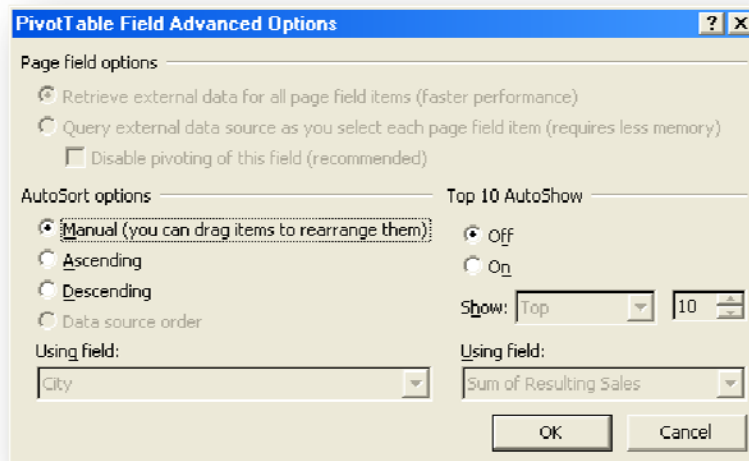 PivotTable Field Advanced Options
Page field options
Retrieve external data for all page field items (faster performance)
Query external data source as you select each page field item (requires less memory)
Disable pivoting of this field (recommended)
AutoSort options
Manual (you can drag items to rearrange them)
Ascending
Descending
Data source order
Using field:
City
Top 10 AutoShow
Off
On
Show: Top 10
Using field:
Sum of Resulting Sales
OK Cancel